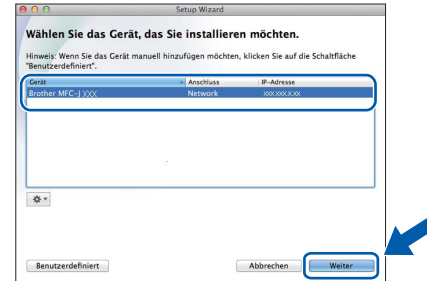 Setup Wizard
Wählen Sie das Gerät, das Sie installieren möchten.
Hinweis: Wenn Sie das Gerät manuell hinzufügen möchten, klicken Sie auf die Schaltfläche
"Benutzerdefiniert".
Gerät Anschluss IP-Adresse
Brother MFC-J XXX Network XXX.XXX.X.XX
Benutzerdefiniert Abbrechen Weiter